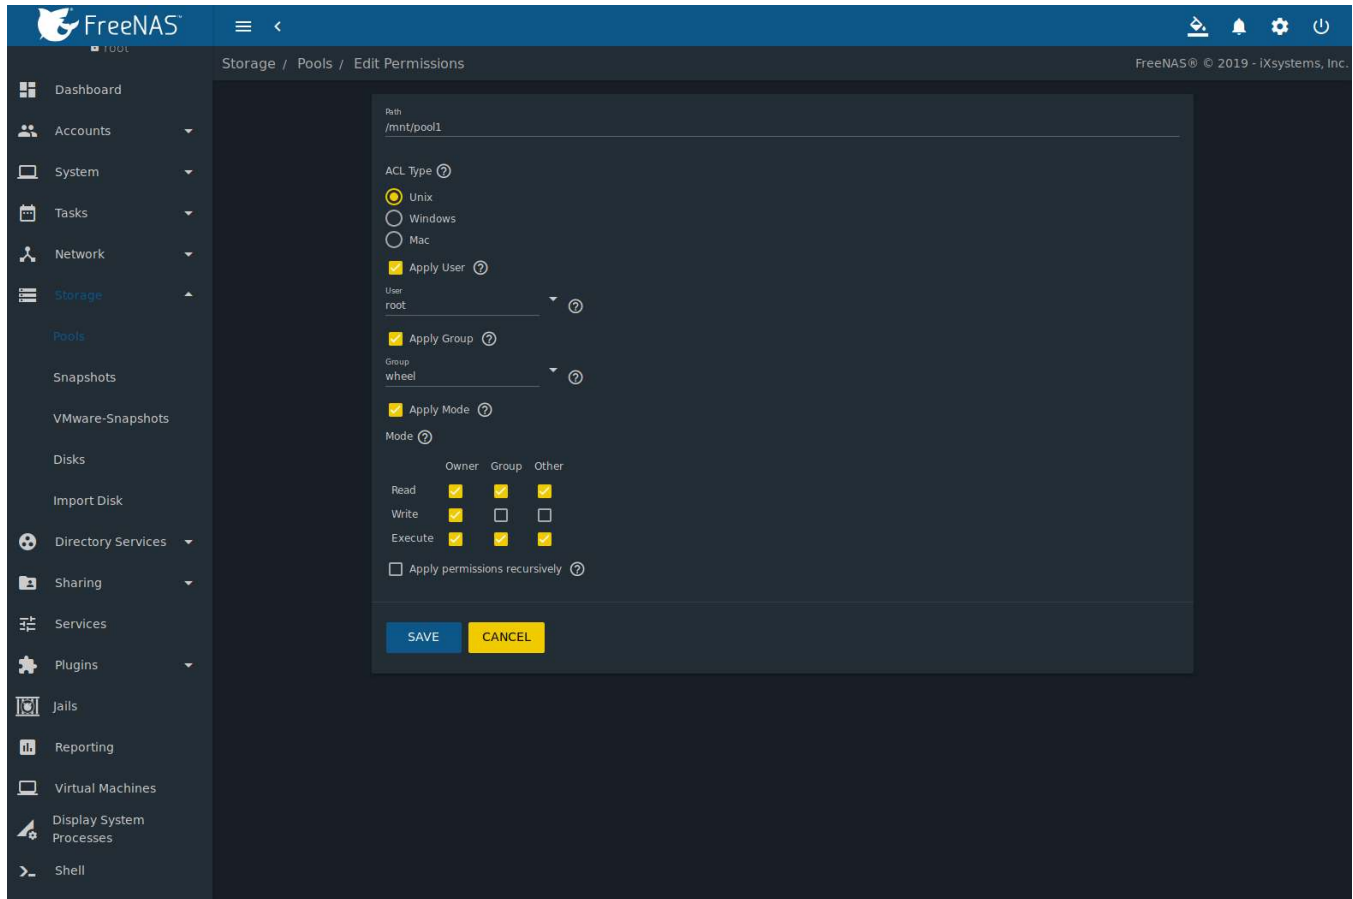 FreeNAS™
root
Storage / Pools / Edit Permissions
FreeNAS® © 2019 - iXsystems, Inc.
Dashboard
Accounts
System
Tasks
Network
Storage
Pools
Snapshots
VMware-Snapshots
Disks
Import Disk
Directory Services
Sharing
Services
Plugins
Jails
Reporting
Virtual Machines
Display System
Processes
Shell
Path
/mnt/pool1
ACL Type
Unix
Windows
Mac
Apply User
User
root
Apply Group
Group
wheel
Apply Mode
Mode
Owner Group Other
Read
Write
Execute
Apply permissions recursively
SAVE CANCEL